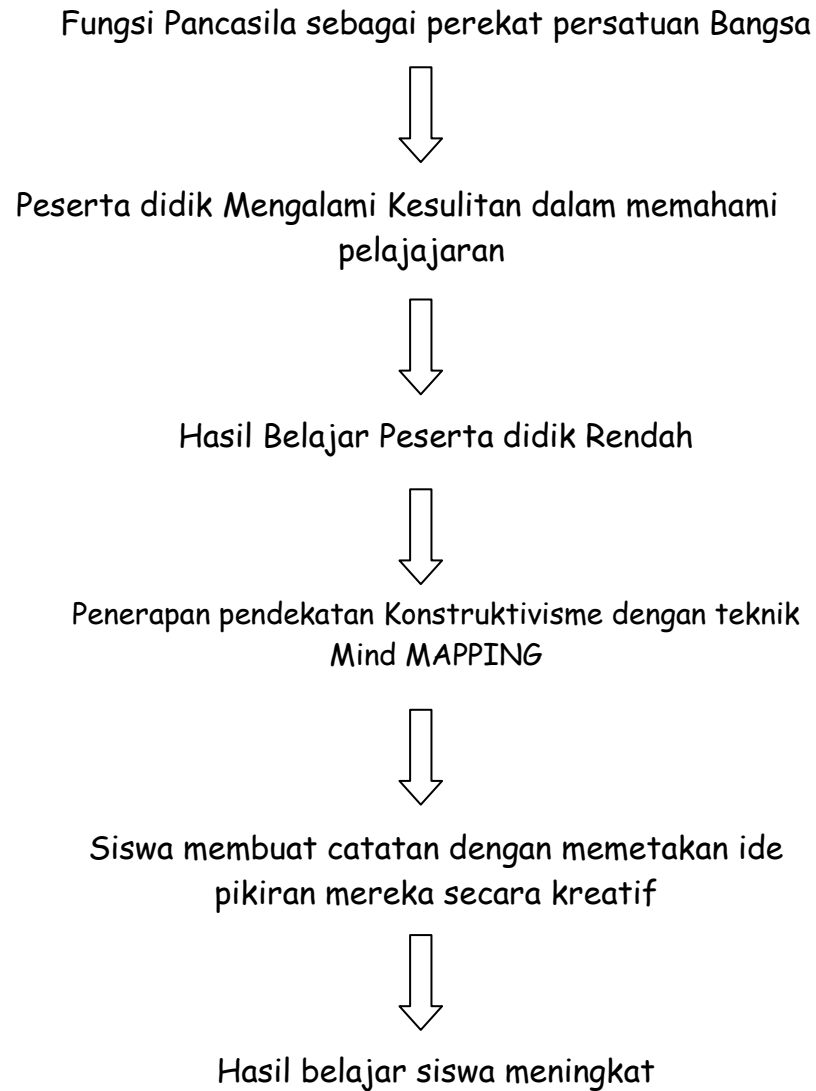 Fungsi Pancasila sebagai perekat persatuan Bangsa
Peserta didik Mengalami Kesulitan dalam memahami
pelajajaran
Hasil Belajar Peserta didik Rendah
Penerapan pendekatan Konstruktivisme dengan teknik
Mind MAPPING
Siswa membuat catatan dengan memetakan ide
pikiran mereka secara kreatif
Hasil belajar siswa meningkat